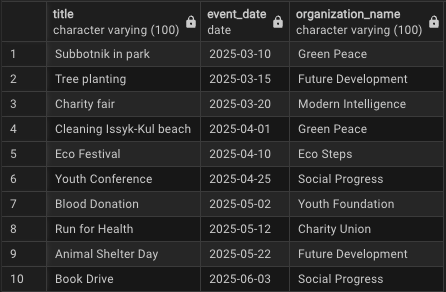 title event_date organization_name
character varying (100) date character varying (100)
1 Subbotnik in park 2025-03-10 Green Peace
2 Tree planting 2025-03-15 Future Development
3 Charity fair 2025-03-20 Modern Intelligence
4 Cleaning Issyk-Kul beach 2025-04-01 Green Peace
5 Eco Festival 2025-04-10 Eco Steps
6 Youth Conference 2025-04-25 Social Progress
7 Blood Donation 2025-05-02 Youth Foundation
8 Run for Health 2025-05-12 Charity Union
9 Animal Shelter Day 2025-05-22 Future Development
10 Book Drive 2025-06-03 Social Progress